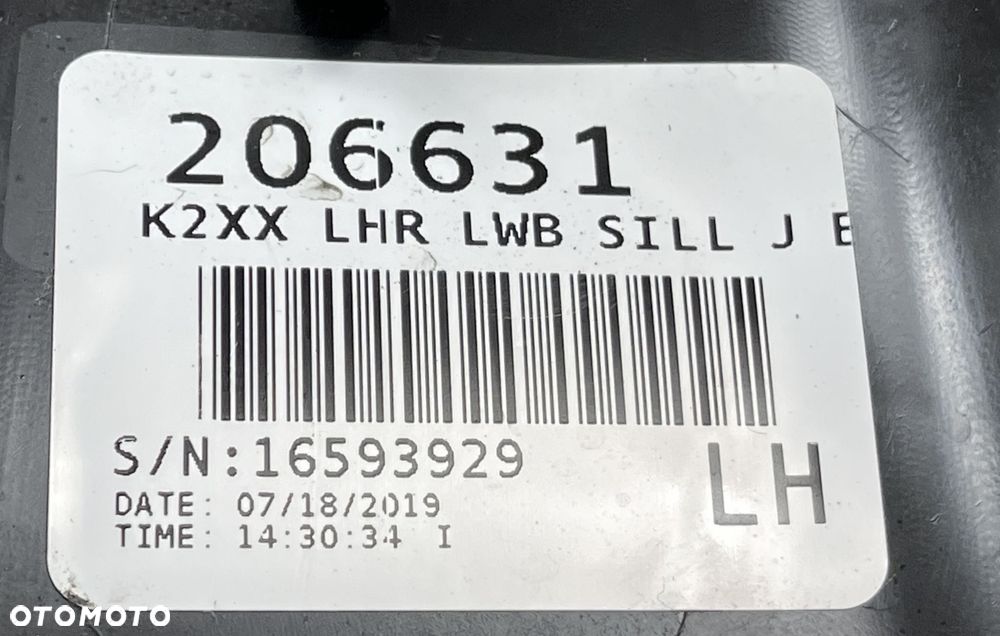 206631
K2XX LHR LWB SILL J
S/N:16593929
LH
DATE: 07/18/2019
TIME: 14:30:34 I
OTOMOTO